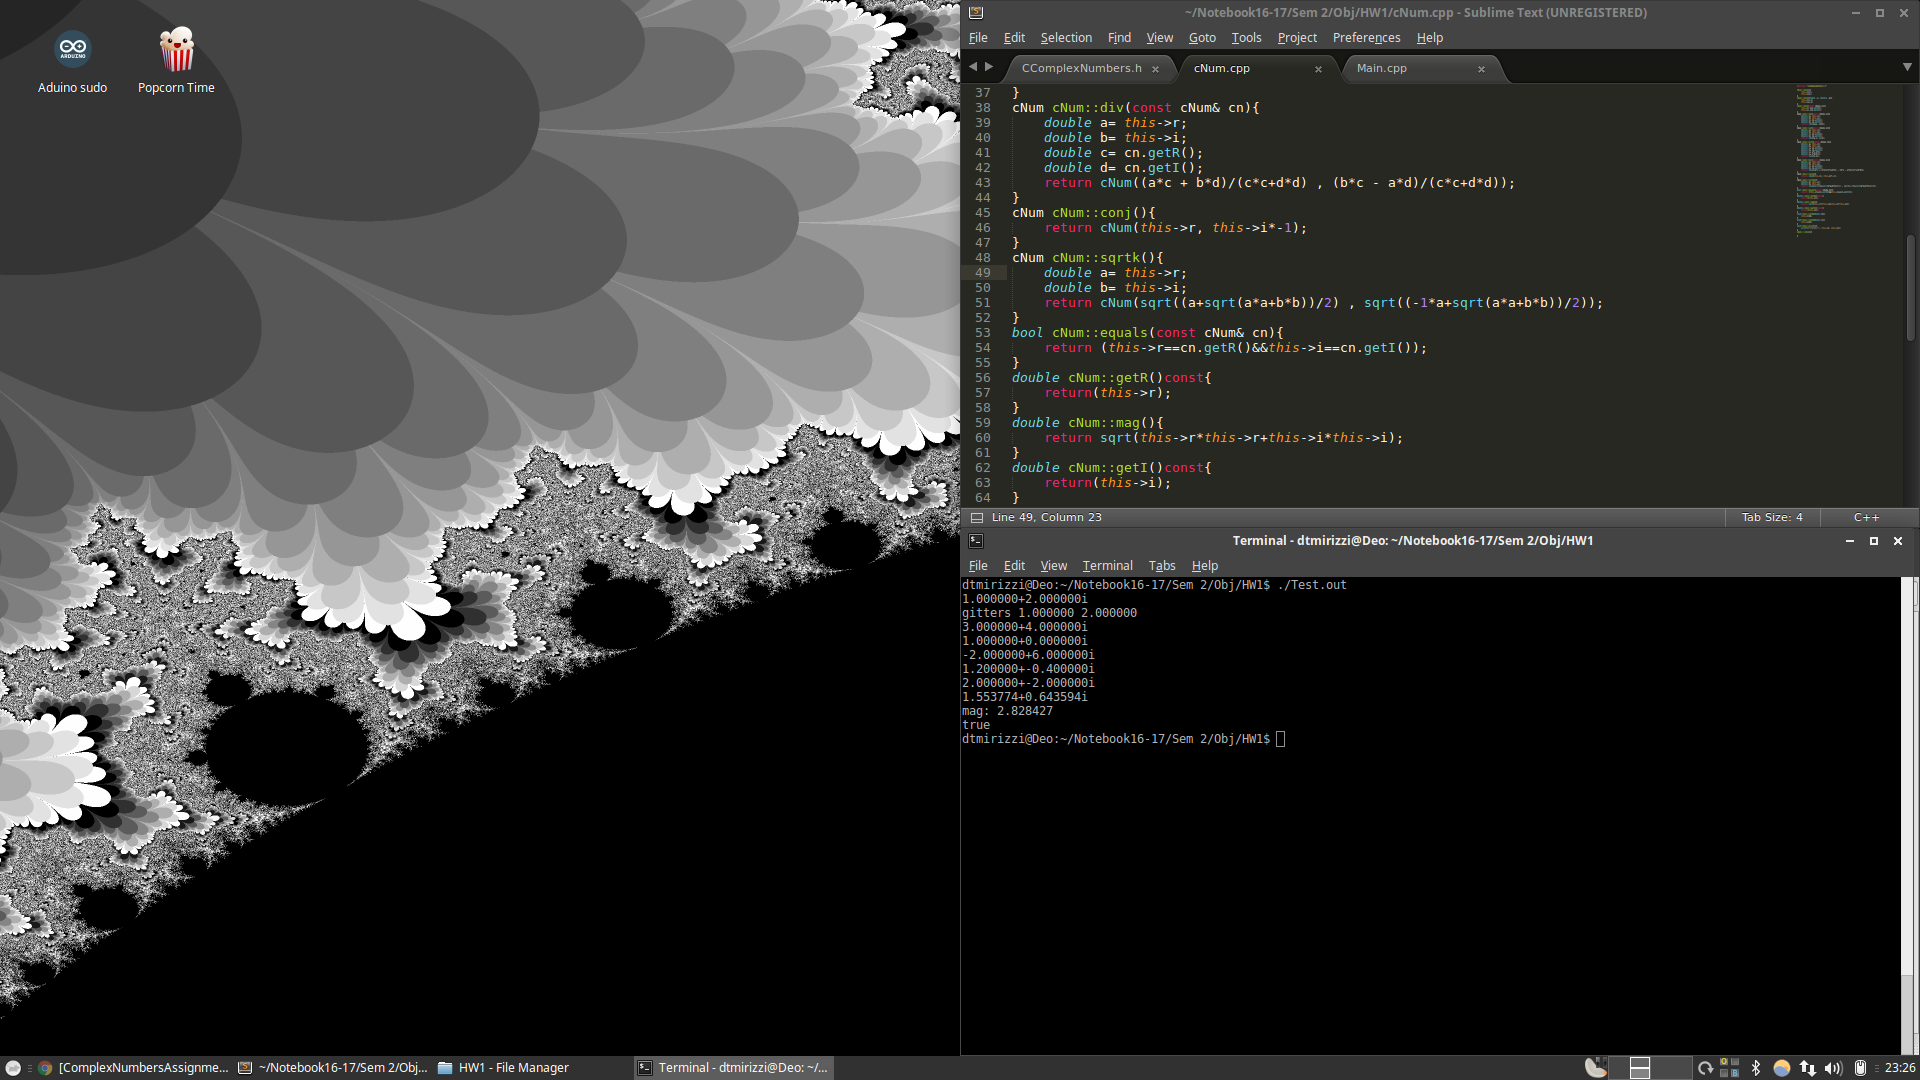 ARDUINO
Aduino sudo
Popcorn Time
~/Notebook16-17/Sem 2/Obj/HW1/cNum.cpp - Sublime Text (UNREGISTERED)
File Edit Selection Find View Goto Tools Project Preferences Help
CComplexNumbers.h cNum.cpp Main.cpp
37 }
38 cNum cNum::div(const cNum& cn){
39 double a= this->r;
40 double b= this->i;
41 double c= cn.getR();
42 double d= cn.getI();
43 return cNum((a*c + b*d)/(c*c+d*d) , (b*c - a*d)/(c*c+d*d));
44 }
45 cNum cNum::conj(){
46 return cNum(this->r, this->i*-1);
47 }
48 cNum cNum::sqrtk(){
49 double a= this->r;
50 double b= this->i;
51 return cNum(sqrt((a+sqrt(a*a+b*b))/2) , sqrt((-1*a+sqrt(a*a+b*b))/2));
52 }
53 bool cNum::equals(const cNum& cn){
54 return (this->r==cn.getR()&&this->i==cn.getI());
55 }
56 double cNum::getR()const{
57 return(this->r);
58 }
59 double cNum::mag(){
60 return sqrt(this->r*this->r+this->i*this->i);
61 }
62 double cNum::getI()const{
63 return(this->i);
64 }
Line 49, Column 23 Tab Size: 4 C++
Terminal - dtmirizzi@Deo: ~/Notebook16-17/Sem 2/Obj/HW1
File Edit View Terminal Tabs Help
dtmirizzi@Deo:~/Notebook16-17/Sem 2/Obj/HW1$ ./Test.out
1.000000+2.000000i
gitters 1.000000 2.000000
3.000000+4.000000i
1.000000+0.000000i
-2.000000+6.000000i
1.200000+-0.400000i
2.000000+-2.000000i
1.553774+0.643594i
mag: 2.828427
true
dtmirizzi@Deo:~/Notebook16-17/Sem 2/Obj/HW1$
[ComplexNumbersAssignme... ~/Notebook16-17/Sem 2/Obj... HW1 - File Manager Terminal - dtmirizzi@Deo: ~/... 23:26